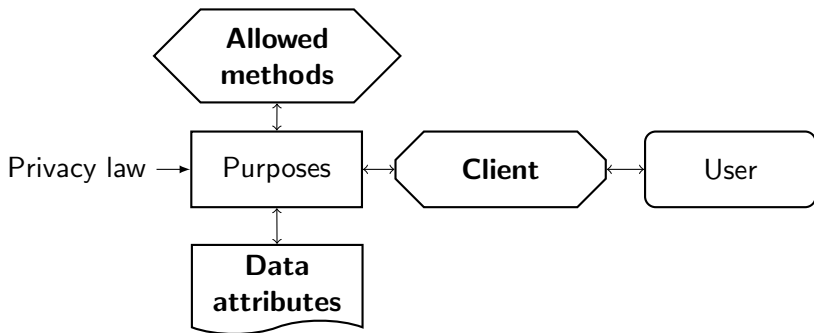 Allowed
methods
Privacy law
Purposes
Client
User
Data
attributes